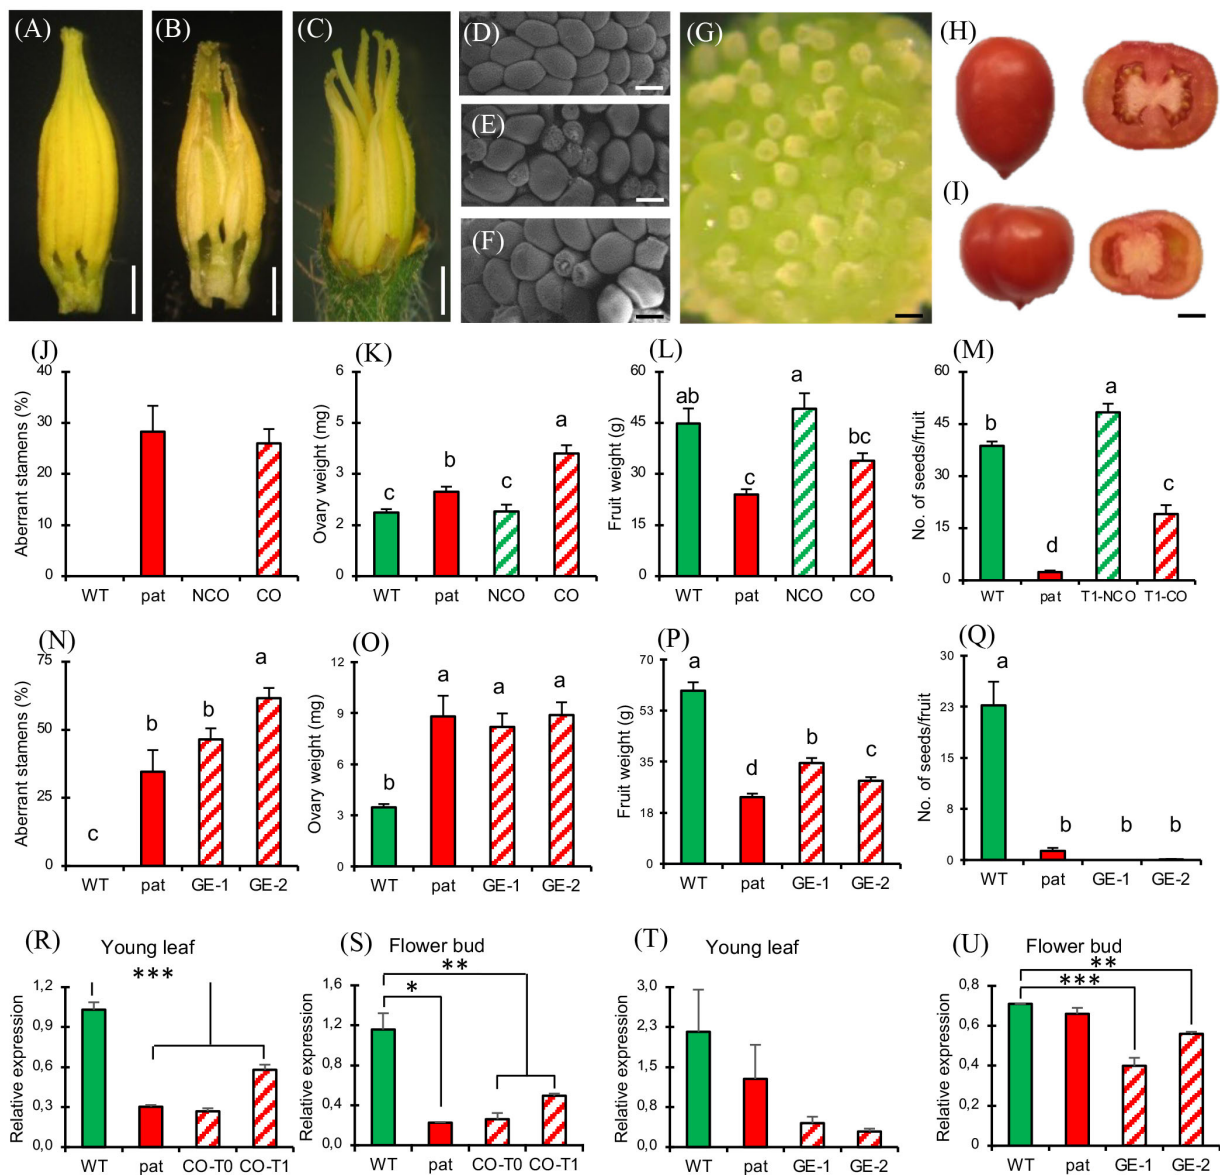 (A)
(B)
(C)
(D)
(E)
(F)
(G)
(H)
(I)
(J)
40
30
20
10
0
Aberrant stamens (%)
WT pat NCO CO
(K)
6
5
3
2
0
Ovary weight (mg)
c b c a
WT pat NCO CO
(L)
60
45
30
15
0
Fruit weight (g)
ab c a bc
WT pat NCO CO
(M)
60
45
30
15
0
No. of seeds/fruit
b d a c
WT pat T1-NCO T1-CO
(N)
75
50
25
0
Aberrant stamens (%)
c b b a
WT pat GE-1 GE-2
(O)
12
9
6
3
0
Ovary weight (mg)
b a a a
WT pat GE-1 GE-2
(P)
70
53
35
18
0
Fruit weight (g)
a d b c
WT pat GE-1 GE-2
(Q)
30
23
15
8
0
No. of seeds/fruit
a b b b
WT pat GE-1 GE-2
(R)
Young leaf
***
1,2
0,9
0,6
0,3
0,0
Relative expression
WT pat CO-T0 CO-T1
(S)
Flower bud
**
*
1,6
1,2
0,8
0,4
0,0
Relative expression
WT pat CO-T0 CO-T1
(T)
Young leaf
3,0
2,3
1,5
0,8
0,0
Relative expression
WT pat GE-1 GE-2
(U)
Flower bud
**
***
0,8
0,6
0,4
0,2
0
Relative expression
WT pat GE-1 GE-2